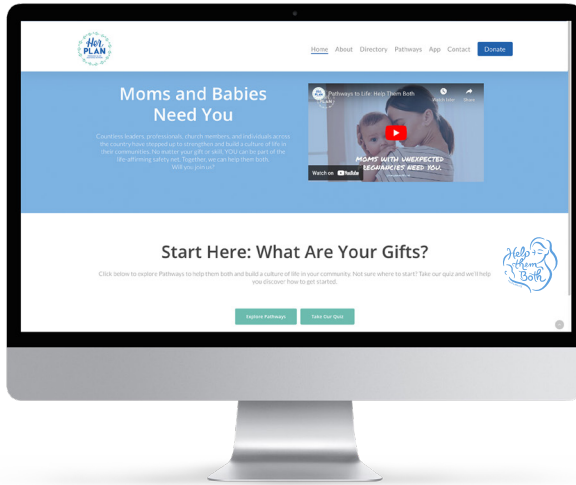 Her
PLAN
Home About Directory Pathways App Contact Donate
Moms and Babies
Need You
Countless leaders, professionals, church members, and individuals across
the country have stepped up to strengthen and build a culture of life in
their communities. No matter your gift or skill, YOU can be part of the
life-affirming safety net. Together, we can help them both.
Will you join us?
Pathways to Life: Help Them Both
Watch later Share
MOMS WITH UNEXPECTED
PREGNANCIES NEED YOU.
Watch on YouTube
Start Here: What Are Your Gifts?
Click below to explore Pathways to help them both and build a culture of life in your community. Not sure where to start? Take our quiz and we'll help
you discover how to get started.
Help
them
Both
Explore Pathways Take Our Quiz